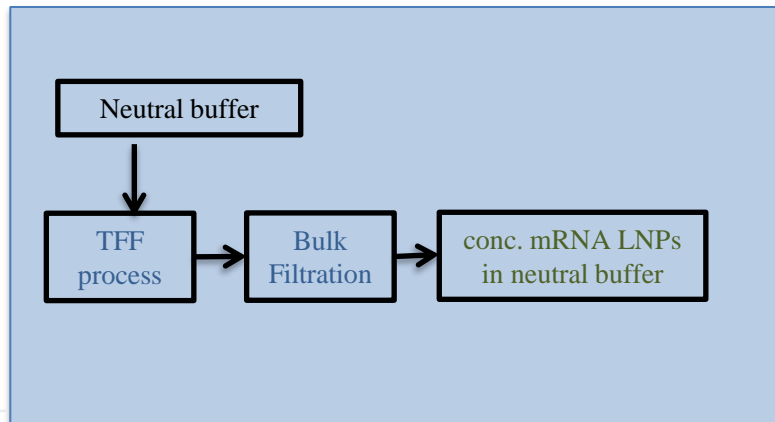 Neutral buffer
TFF
process
Bulk
Filtration
conc. mRNA LNPs
in neutral buffer